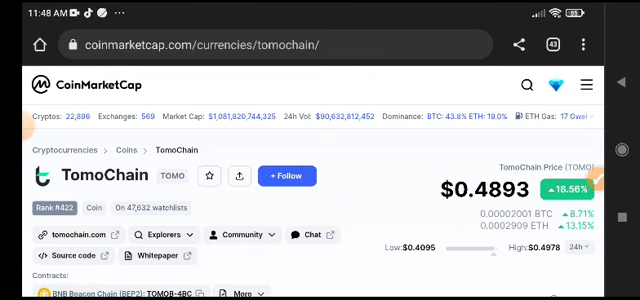 11:48 AM
85
coinmarketcap.com/currencies/tomochain/
43
CoinMarketCap
Cryptos: 22,896 Exchanges: 569 Market Cap: $1,081,820,744,325 24h Vol: $90,632,812,452 Dominance: BTC: 43.8% ETH: 19.0% ETH Gas: 17 Gwei
Cryptocurrencies > Coins > TomoChain
TomoChain TOMO + Follow
TomoChain Price (TOMO)
$0.4893 18.56%
Rank #422 Coin On 47,632 watchlists
0.00002001 BTC 8.71%
0.0002909 ETH 13.15%
tomochain.com Explorers Community Chat
Low: $0.4095 High: $0.4978 24h
Source code Whitepaper
Contracts:
BNB Beacon Chain (BEP2): TOMOB-4BC More